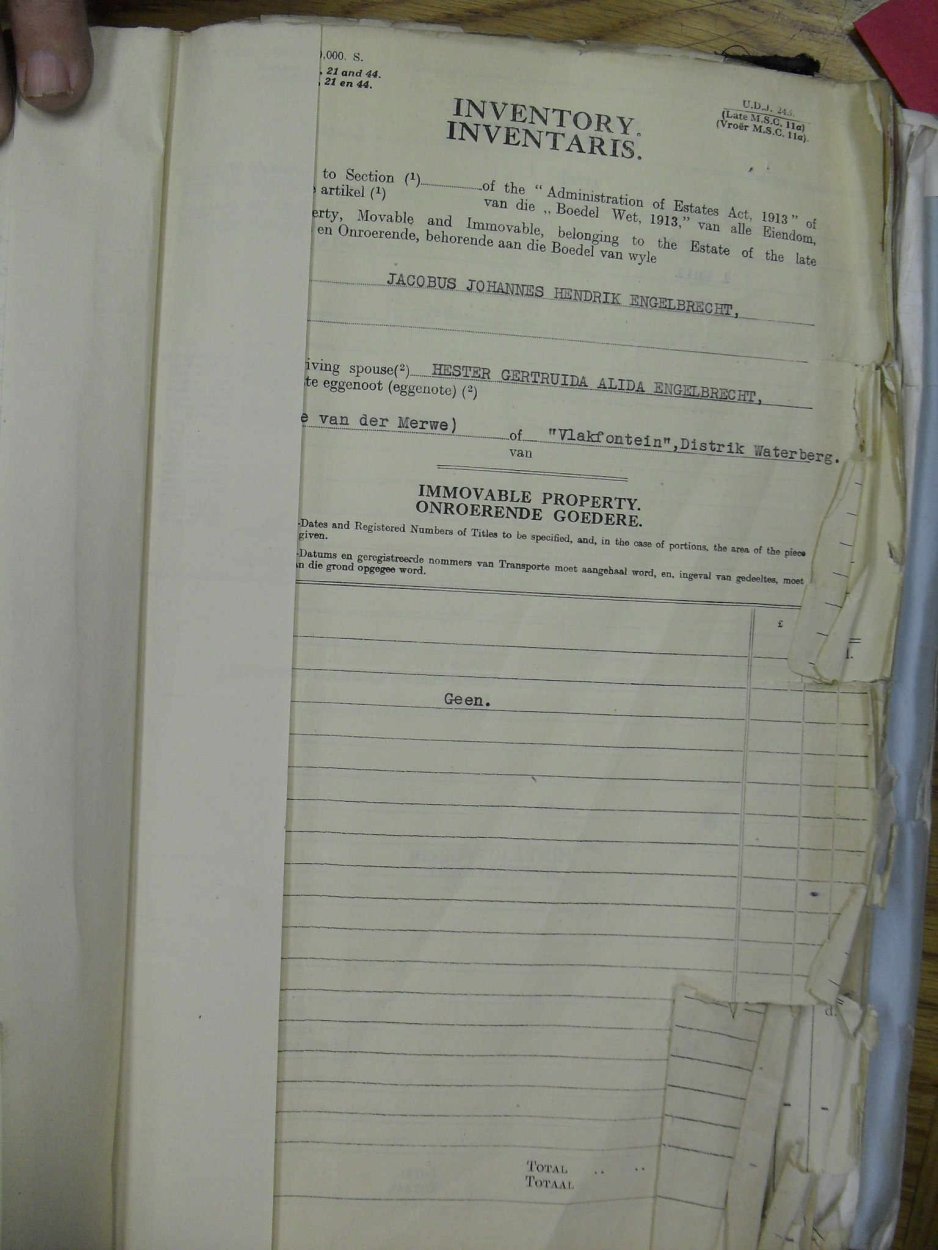 ,000. S.
21 and 44.
21 en 44.
U.D.J. 243.
(Late M.S.C. 11a)
(Vroër M.S.C. 11a).
INVENTORY.
INVENTARIS.
to Section (¹) of the “ Administration of Estates Act, 1913 ” of
artikel (¹) van die „ Boedel Wet, 1913,” van alle Eiendom,
erty, Movable and Immovable, belonging to the Estate of the late
en Onroerende, behorende aan die Boedel van wyle
JACOBUS JOHANNES HENDRIK ENGELBRECHT,
iving spouse(²) HESTER GERTRUIDA ALIDA ENGELBRECHT,
te eggenoot (eggenote) (²)
e van der Merwe) of "Vlakfontein",Distrik Waterberg.
van
IMMOVABLE PROPERTY.
ONROERENDE GOEDERE.
-Dates and Registered Numbers of Titles to be specified, and, in the case of portions, the area of the piece
given.
-Datums en geregistreerde nommers van Transporte moet aangehaal word, en, ingeval van gedeeltes, moet
n die grond opgegee word.
£
Geen.
d.
TOTAL .. ..
TOTAAL